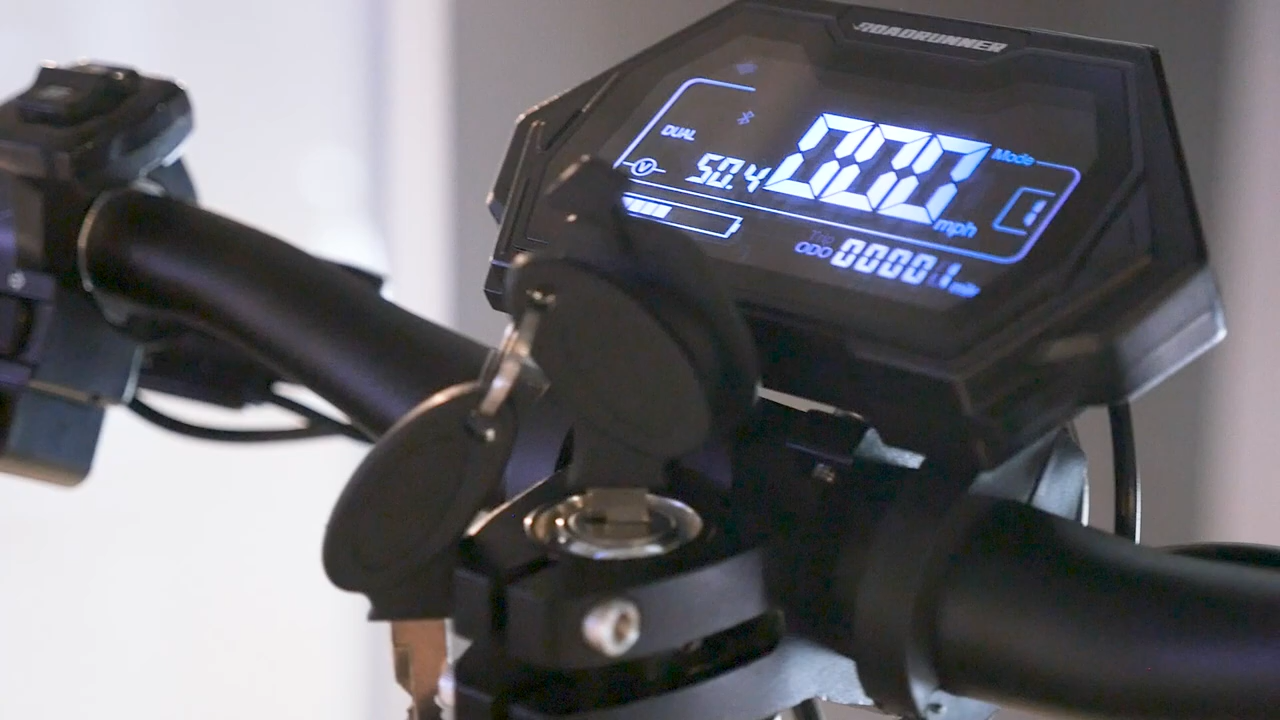 ROADRUNNER
DUAL
V 50.4
000
Mode
1
mph
Trip
ODO 00001 mile